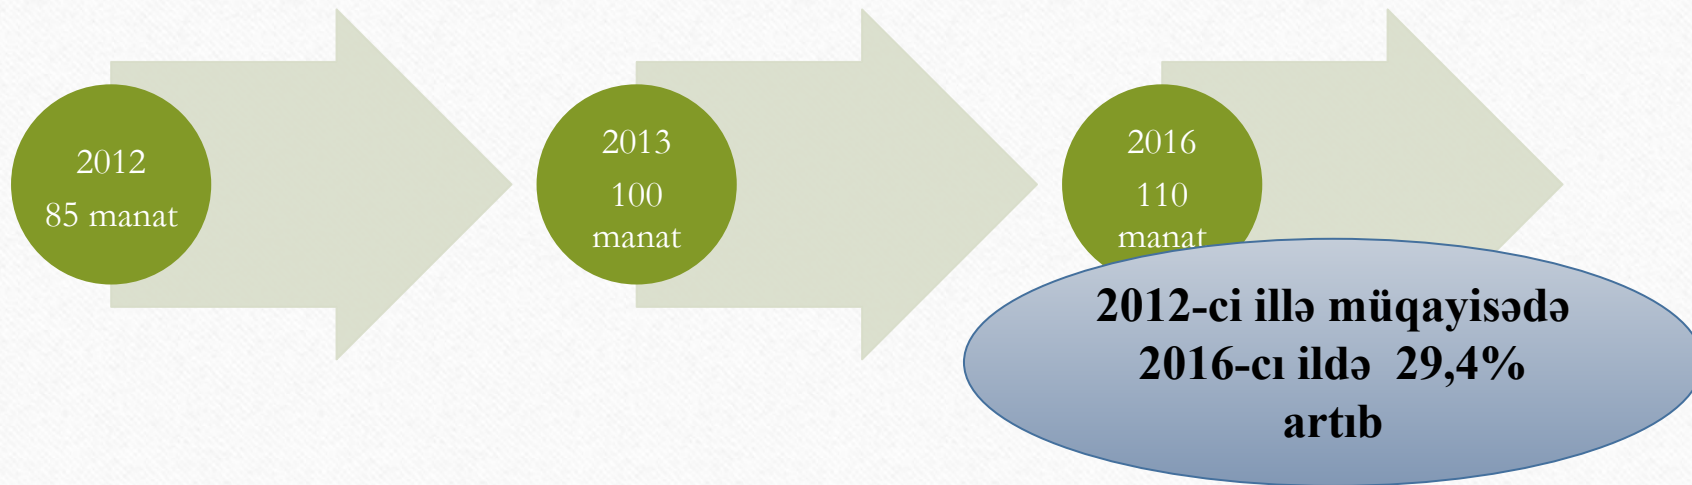 2012
85 manat
2013
100
manat
2016
110
manat
2012-ci illə müqayisədə
2016-cı ildə  29,4%
artıb